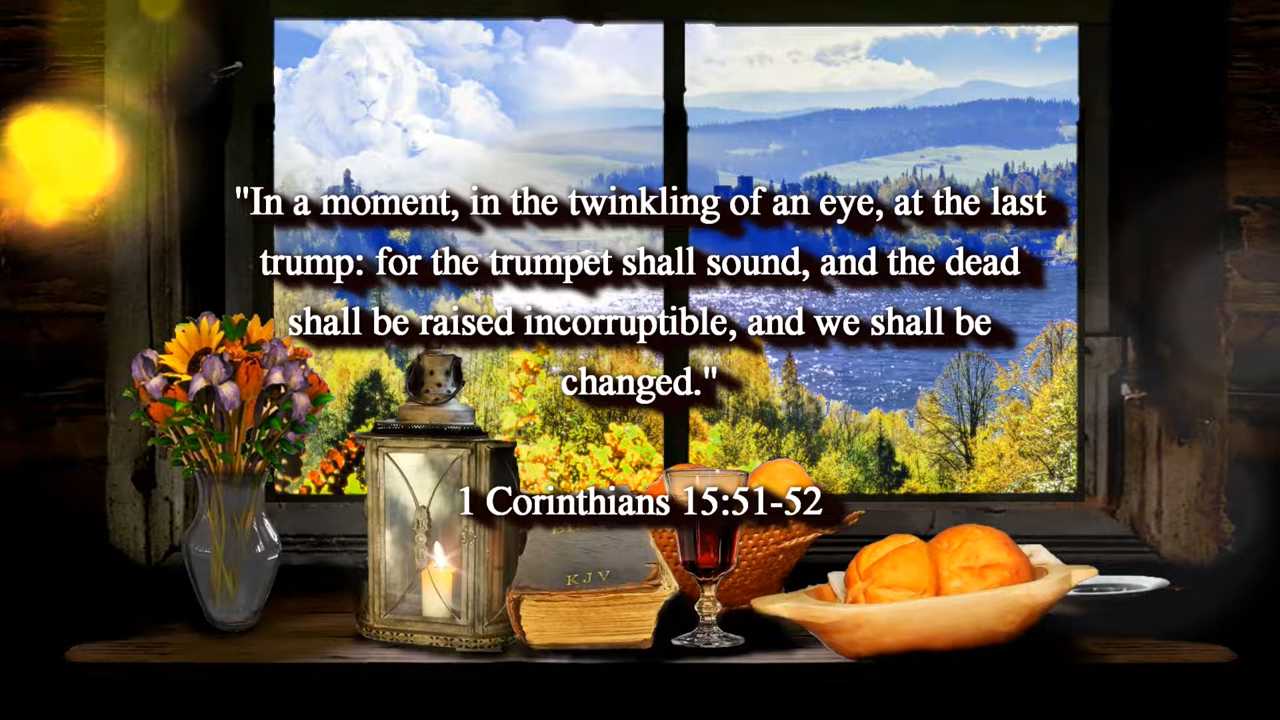 "In a moment, in the twinkling of an eye, at the last
trump: for the trumpet shall sound, and the dead
shall be raised incorruptible, and we shall be
changed."
1 Corinthians 15:51-52
KJV